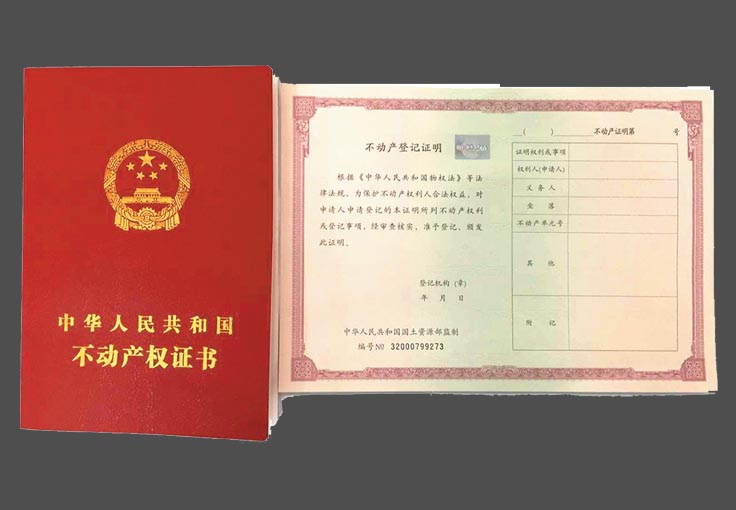 中华人民共和国
不动产权证书
不动产登记证明
根据《中华人民共和国物权法》等法
律法规，为保护不动产权利人合法权益，对
申请人申请登记的本证明所列不动产权利
或登记事项，经审查核实，准予登记，颁发
此证明。
登记机构（章）
年 月 日
中华人民共和国国土资源部监制
编号№ 32000799273
（ ） 不动产证明第 号
证明权利或事项
权利人(申请人)
义务人
坐落
不动产单元号
其他
附记